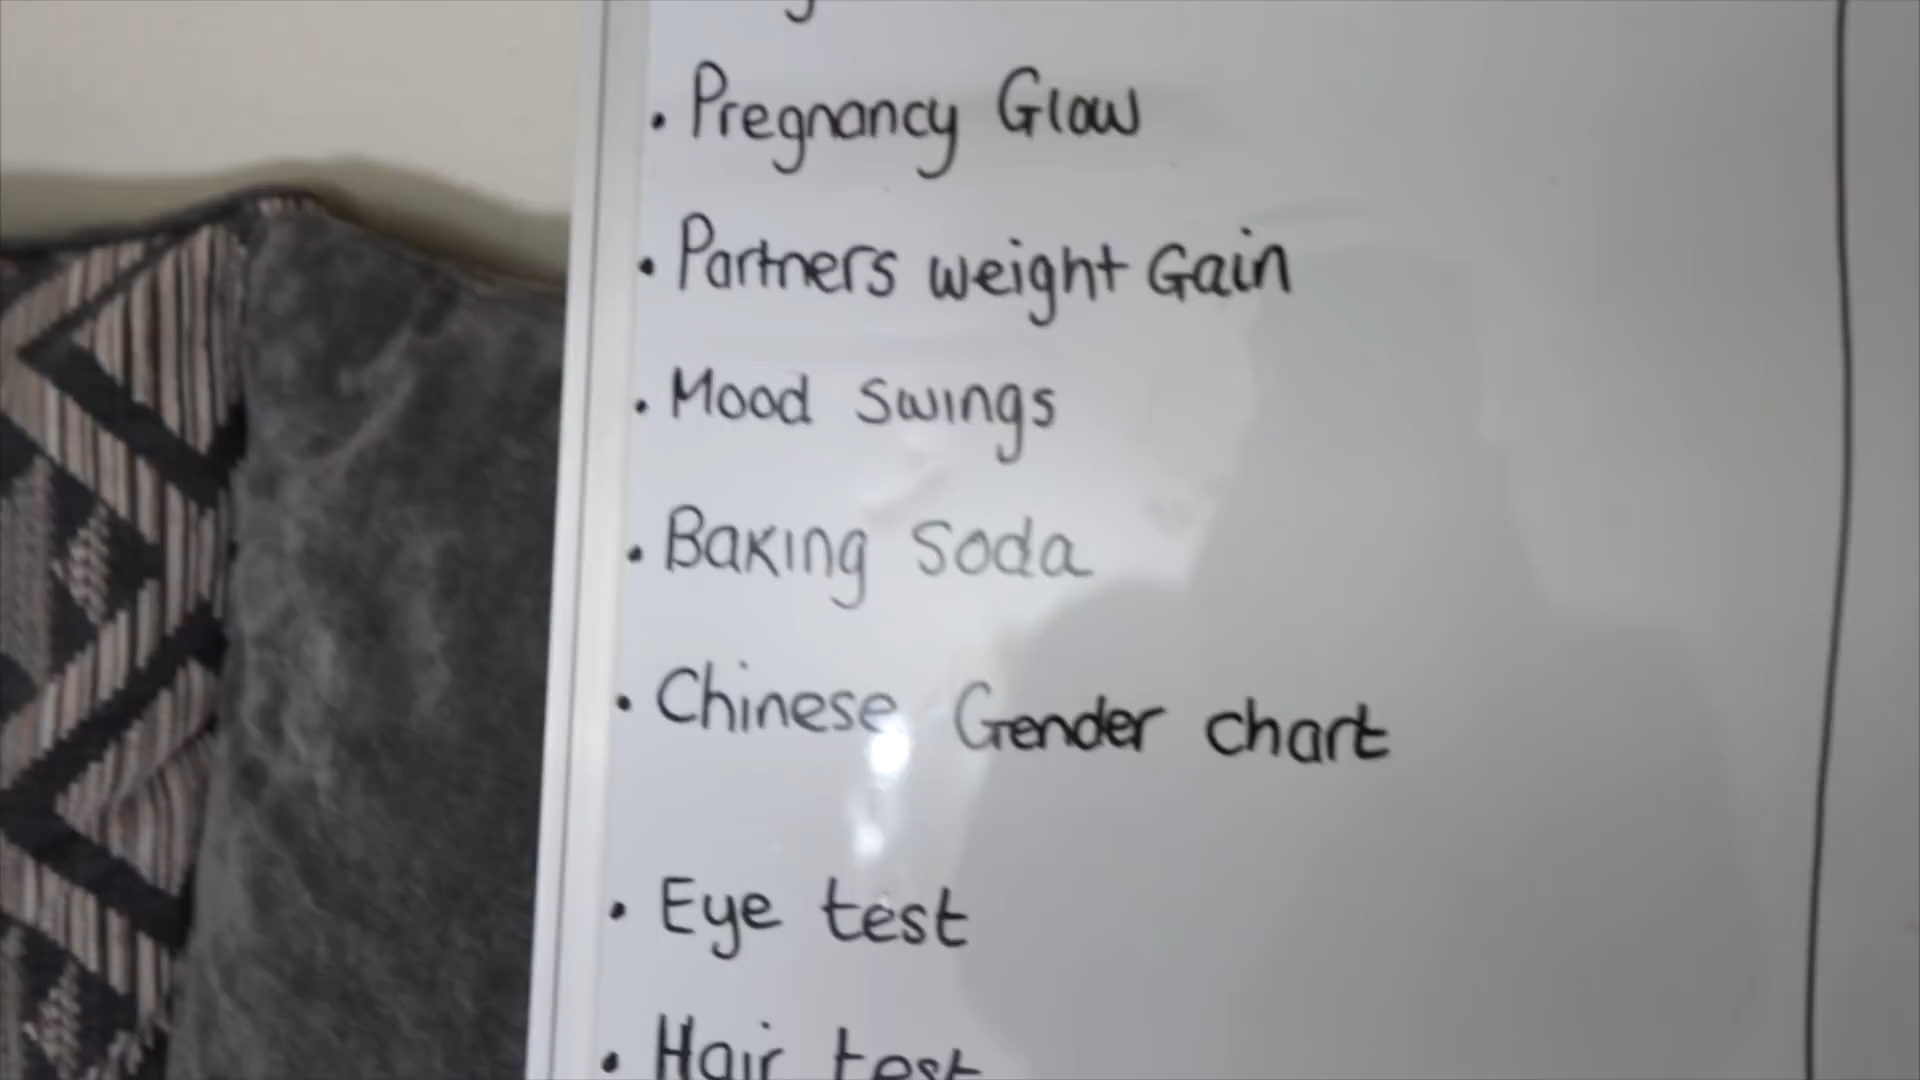 • Pregnancy Glow
• Partners weight Gain
• Mood swings
• Baking Soda
• Chinese Gender chart
• Eye test
• Hair test